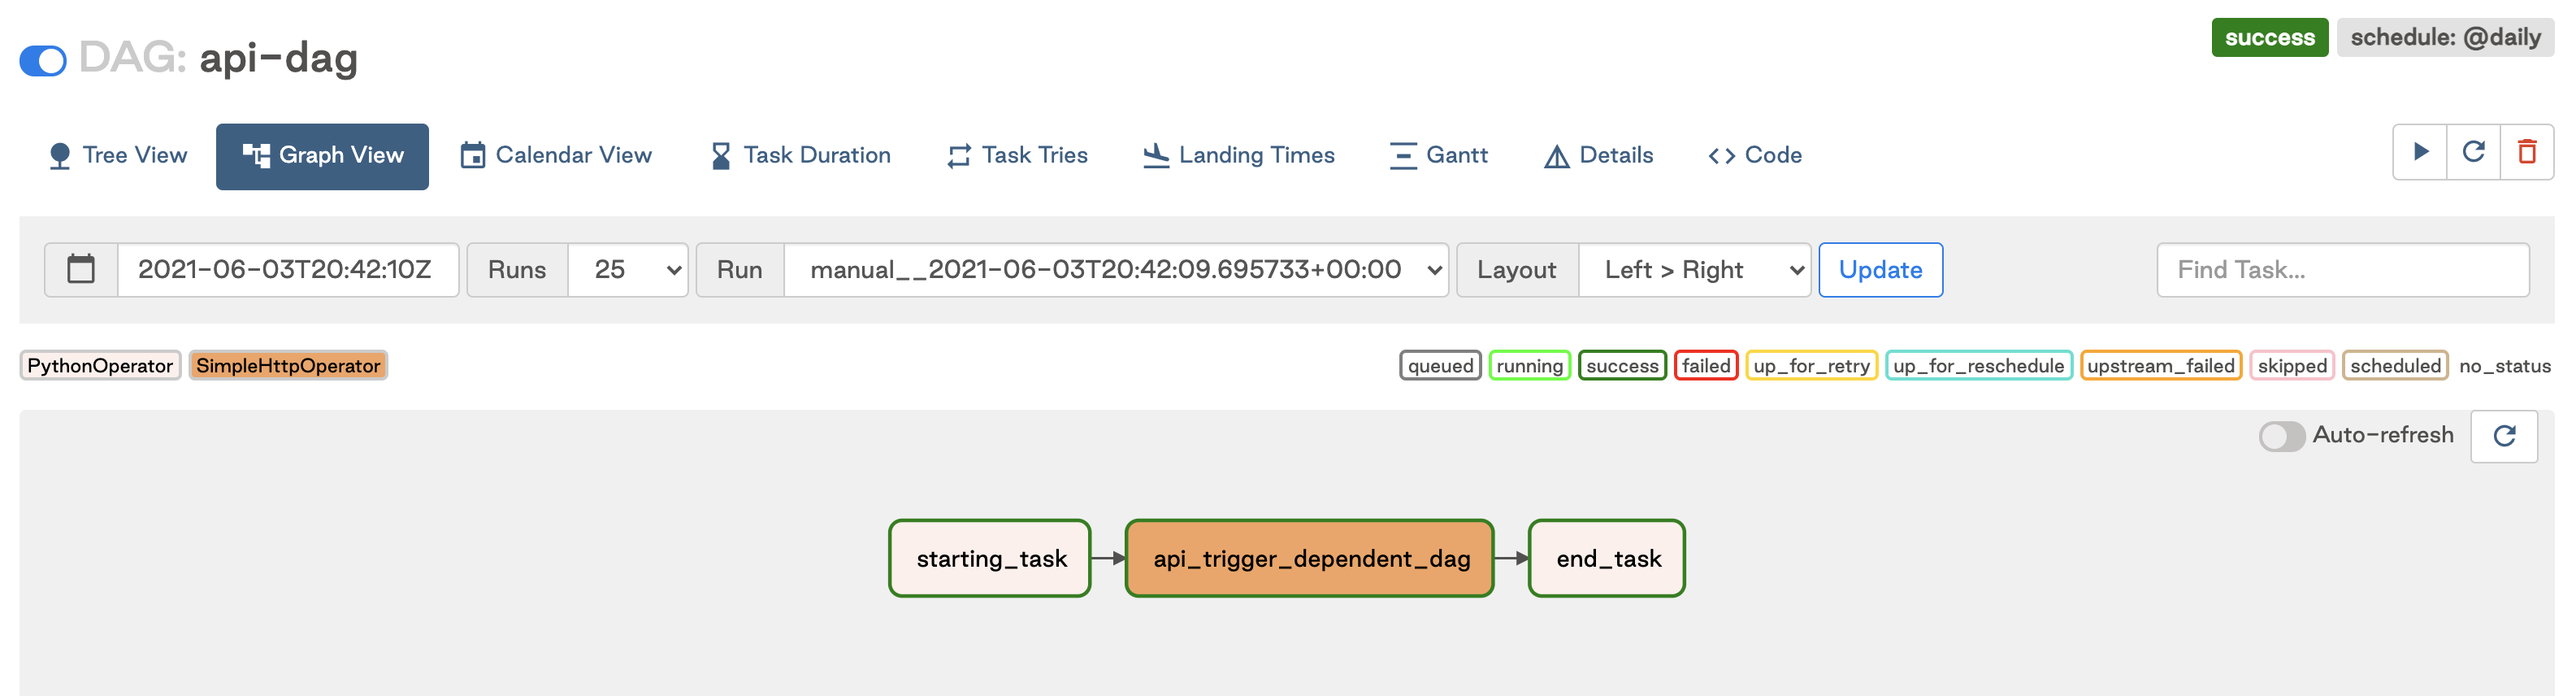 DAG: api-dag
success schedule: @daily
Tree View Graph View Calendar View Task Duration Task Tries Landing Times Gantt Details <> Code
2021-06-03T20:42:10Z Runs 25 Run manual__2021-06-03T20:42:09.695733+00:00 Layout Left > Right Update Find Task...
PythonOperator SimpleHttpOperator queued running success failed up_for_retry up_for_reschedule upstream_failed skipped scheduled no_status
Auto-refresh
starting_task api_trigger_dependent_dag end_task